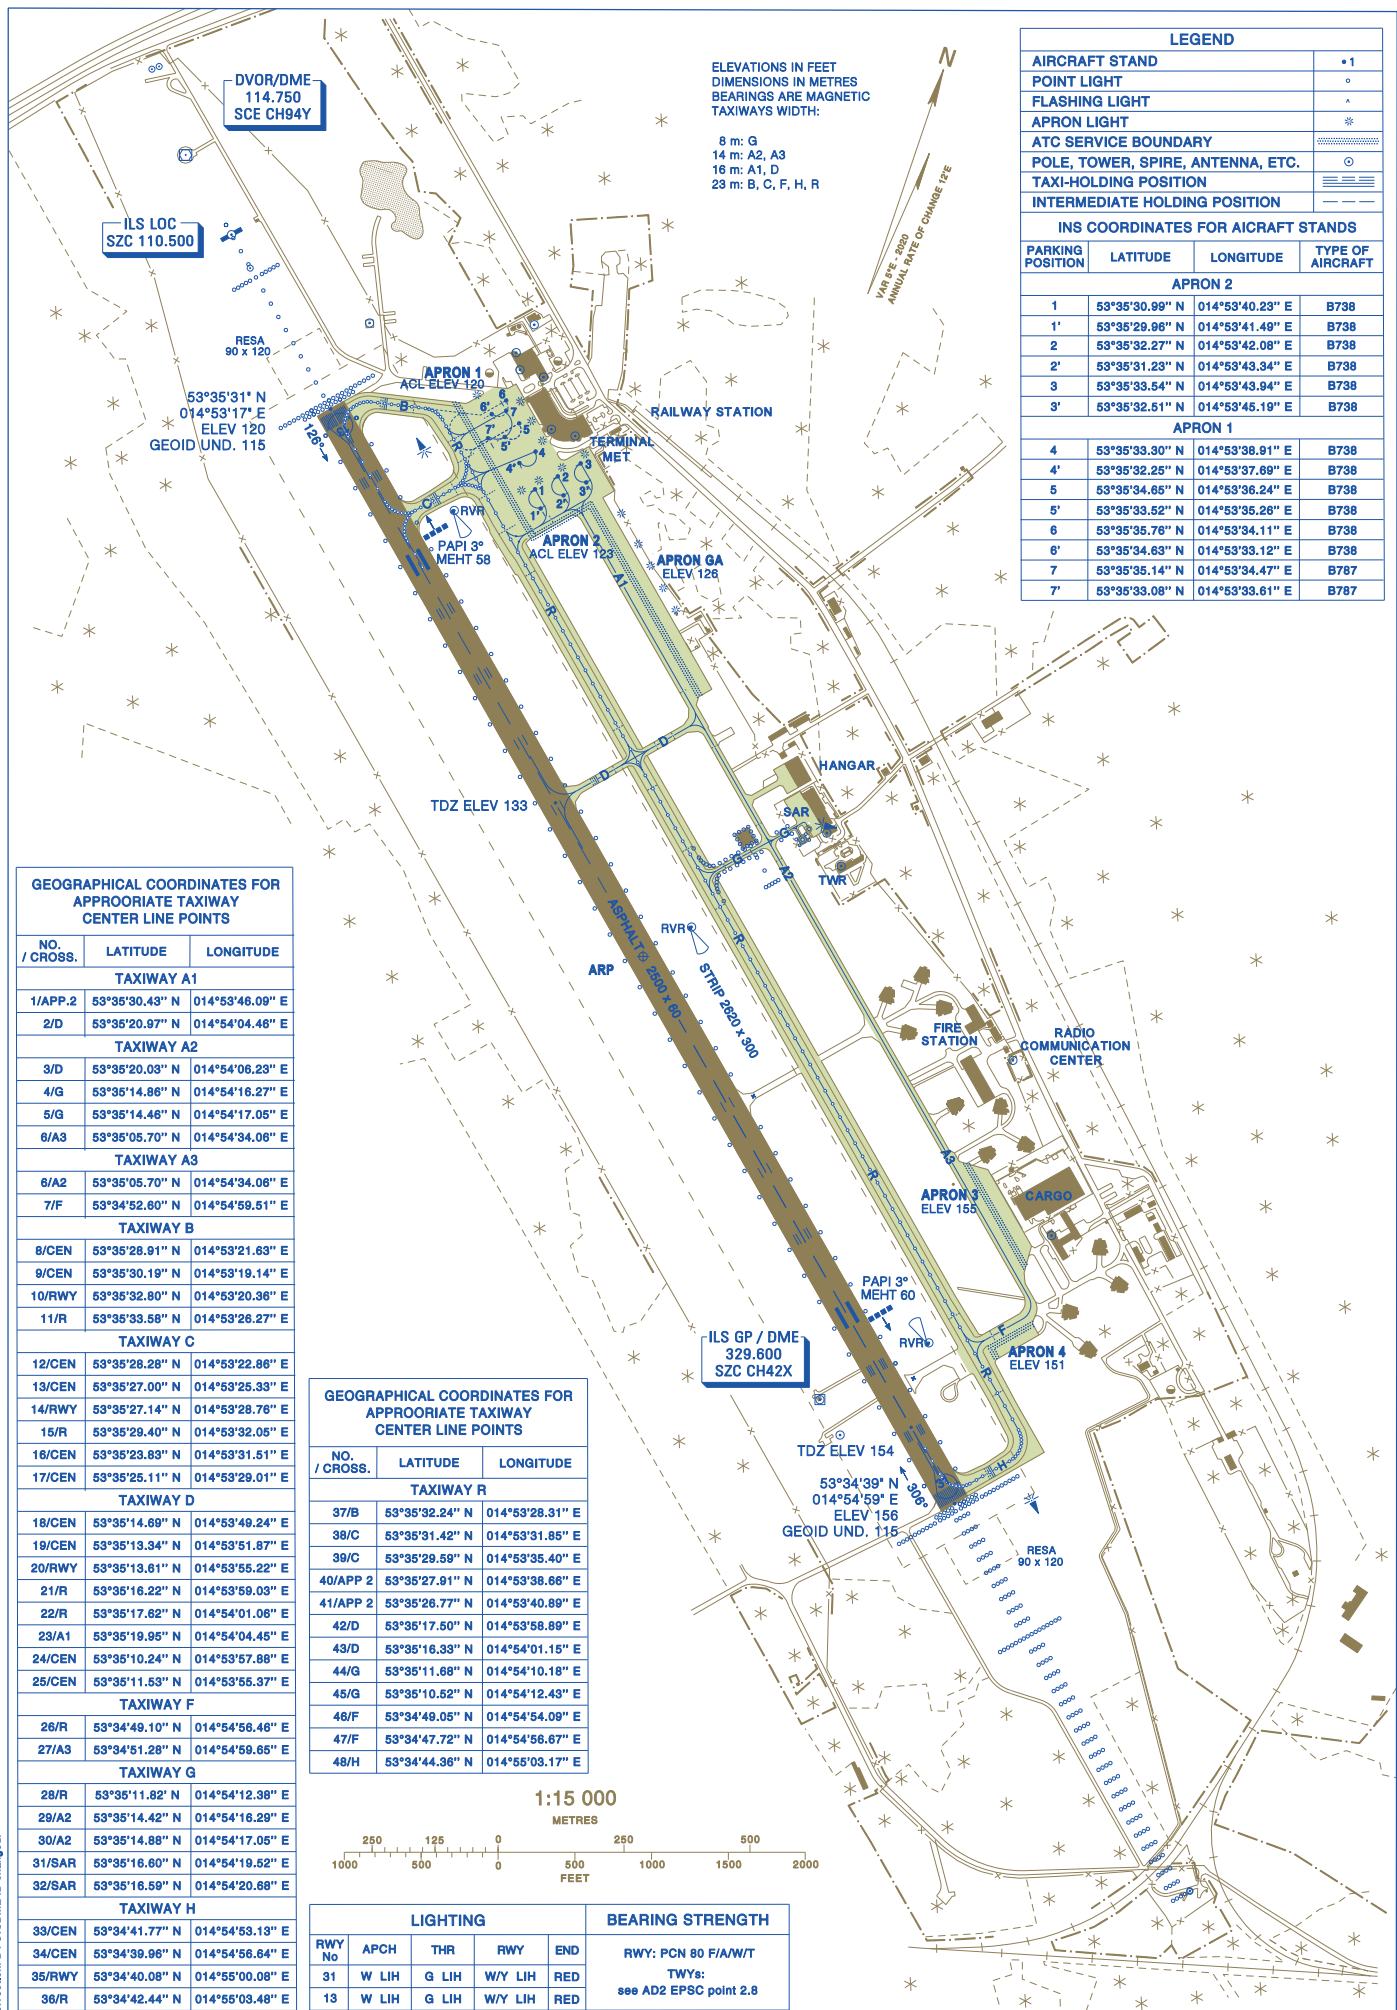 DVOR/DME
114.750
SCE CH94Y
ILS LOC
SZC 110.500
ELEVATIONS IN FEET
DIMENSIONS IN METRES
BEARINGS ARE MAGNETIC
TAXIWAYS WIDTH:
8 m: G
14 m: A2, A3
16 m: A1, D
23 m: B, C, F, H, R
N
VAR 5°E - 2020
ANNUAL RATE OF CHANGE 12'E
LEGEND
AIRCRAFT STAND 1
POINT LIGHT
FLASHING LIGHT
APRON LIGHT
ATC SERVICE BOUNDARY
POLE, TOWER, SPIRE, ANTENNA, ETC.
TAXI-HOLDING POSITION
INTERMEDIATE HOLDING POSITION
INS COORDINATES FOR AICRAFT STANDS
PARKING POSITION LATITUDE LONGITUDE TYPE OF AIRCRAFT
APRON 2
1 53°35'30.99" N 014°53'40.23" E B738
1' 53°35'29.96" N 014°53'41.49" E B738
2 53°35'32.27" N 014°53'42.08" E B738
2' 53°35'31.23" N 014°53'43.34" E B738
3 53°35'33.54" N 014°53'43.94" E B738
3' 53°35'32.51" N 014°53'45.19" E B738
APRON 1
4 53°35'33.30" N 014°53'38.91" E B738
4' 53°35'32.25" N 014°53'37.69" E B738
5 53°35'34.65" N 014°53'36.24" E B738
5' 53°35'33.52" N 014°53'35.26" E B738
6 53°35'35.76" N 014°53'34.11" E B738
6' 53°35'34.63" N 014°53'33.12" E B738
7 53°35'35.14" N 014°53'34.47" E B787
7' 53°35'33.08" N 014°53'33.61" E B787
RESA
90 x 120
53°35'31" N
014°53'17" E
ELEV 120
GEOID UND. 115
126°
APRON 1
ACL ELEV 120
B
R
C
6
6'
7
7'
5
5'
4
4'
3
3'
2
2'
1
1'
RAILWAY STATION
TERMINAL
MET
RVR
PAPI 3°
MEHT 58
APRON 2
ACL ELEV 123
APRON GA
ELEV 126
A1
R
D
D
HANGAR
TDZ ELEV 133
SAR
G
G
A2
TWR
ASPHALT 2500 x 60
ARP
RVR
STRIP 2620 x 300
R
FIRE
STATION
RADIO
COMMUNICATION
CENTER
A3
R
APRON 3
ELEV 155
CARGO
PAPI 3°
MEHT 60
RVR
F
APRON 4
ELEV 151
R
ILS GP / DME
329.600
SZC CH42X
TDZ ELEV 154
H
53°34'39" N
014°54'59" E
ELEV 156
GEOID UND. 115
306°
RESA
90 x 120
GEOGRAPHICAL COORDINATES FOR
APPROORIATE TAXIWAY
CENTER LINE POINTS
NO. / CROSS. LATITUDE LONGITUDE
TAXIWAY A1
1/APP.2 53°35'30.43" N 014°53'46.09" E
2/D 53°35'20.97" N 014°54'04.46" E
TAXIWAY A2
3/D 53°35'20.03" N 014°54'06.23" E
4/G 53°35'14.86" N 014°54'16.27" E
5/G 53°35'14.46" N 014°54'17.05" E
6/A3 53°35'05.70" N 014°54'34.06" E
TAXIWAY A3
6/A2 53°35'05.70" N 014°54'34.06" E
7/F 53°34'52.60" N 014°54'59.51" E
TAXIWAY B
8/CEN 53°35'28.91" N 014°53'21.63" E
9/CEN 53°35'30.19" N 014°53'19.14" E
10/RWY 53°35'32.80" N 014°53'20.36" E
11/R 53°35'33.58" N 014°53'26.27" E
TAXIWAY C
12/CEN 53°35'28.28" N 014°53'22.86" E
13/CEN 53°35'27.00" N 014°53'25.33" E
14/RWY 53°35'27.14" N 014°53'28.76" E
15/R 53°35'29.40" N 014°53'32.05" E
16/CEN 53°35'23.83" N 014°53'31.51" E
17/CEN 53°35'25.11" N 014°53'29.01" E
TAXIWAY D
18/CEN 53°35'14.69" N 014°53'49.24" E
19/CEN 53°35'13.34" N 014°53'51.87" E
20/RWY 53°35'13.61" N 014°53'55.22" E
21/R 53°35'16.22" N 014°53'59.03" E
22/R 53°35'17.62" N 014°54'01.06" E
23/A1 53°35'19.95" N 014°54'04.45" E
24/CEN 53°35'10.24" N 014°53'57.88" E
25/CEN 53°35'11.53" N 014°53'55.37" E
TAXIWAY F
26/R 53°34'49.10" N 014°54'56.46" E
27/A3 53°34'51.28" N 014°54'59.65" E
TAXIWAY G
28/R 53°35'11.82' N 014°54'12.38" E
29/A2 53°35'14.42" N 014°54'16.29" E
30/A2 53°35'14.88" N 014°54'17.05" E
31/SAR 53°35'16.60" N 014°54'19.52" E
32/SAR 53°35'16.59" N 014°54'20.68" E
TAXIWAY H
33/CEN 53°34'41.77" N 014°54'53.13" E
34/CEN 53°34'39.96" N 014°54'56.64" E
35/RWY 53°34'40.08" N 014°55'00.08" E
36/R 53°34'42.44" N 014°55'03.48" E
GEOGRAPHICAL COORDINATES FOR
APPROORIATE TAXIWAY
CENTER LINE POINTS
NO. / CROSS. LATITUDE LONGITUDE
TAXIWAY R
37/B 53°35'32.24" N 014°53'28.31" E
38/C 53°35'31.42" N 014°53'31.85" E
39/C 53°35'29.59" N 014°53'35.40" E
40/APP 2 53°35'27.91" N 014°53'38.66" E
41/APP 2 53°35'26.77" N 014°53'40.89" E
42/D 53°35'17.50" N 014°53'58.89" E
43/D 53°35'16.33" N 014°54'01.15" E
44/G 53°35'11.68" N 014°54'10.18" E
45/G 53°35'10.52" N 014°54'12.43" E
46/F 53°34'49.05" N 014°54'54.09" E
47/F 53°34'47.72" N 014°54'56.67" E
48/H 53°34'44.36" N 014°55'03.17" E
1:15 000
METRES
250 125 0 250 500
1000 500 0 500 1000 1500 2000
FEET
LIGHTING
RWY No APCH THR RWY END
31 W LIH G LIH W/Y LIH RED
13 W LIH G LIH W/Y LIH RED
BEARING STRENGTH
RWY: PCN 80 F/A/W/T
TWYs:
see AD2 EPSC point 2.8